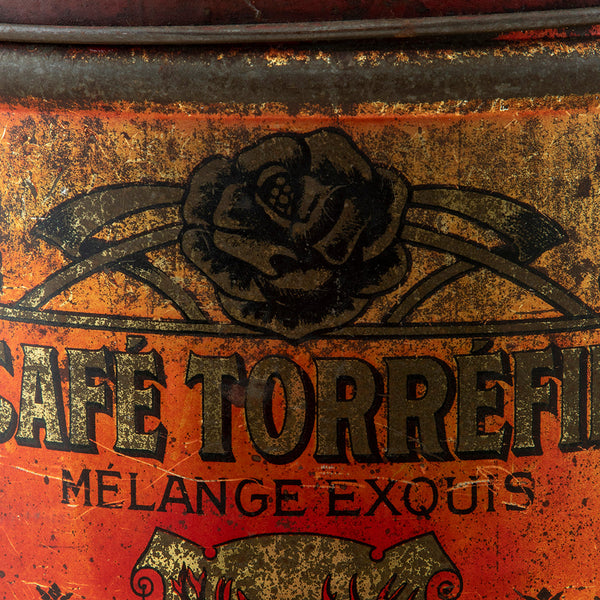 CAFÉ TORRÉFI
MÉLANGE EXQUIS